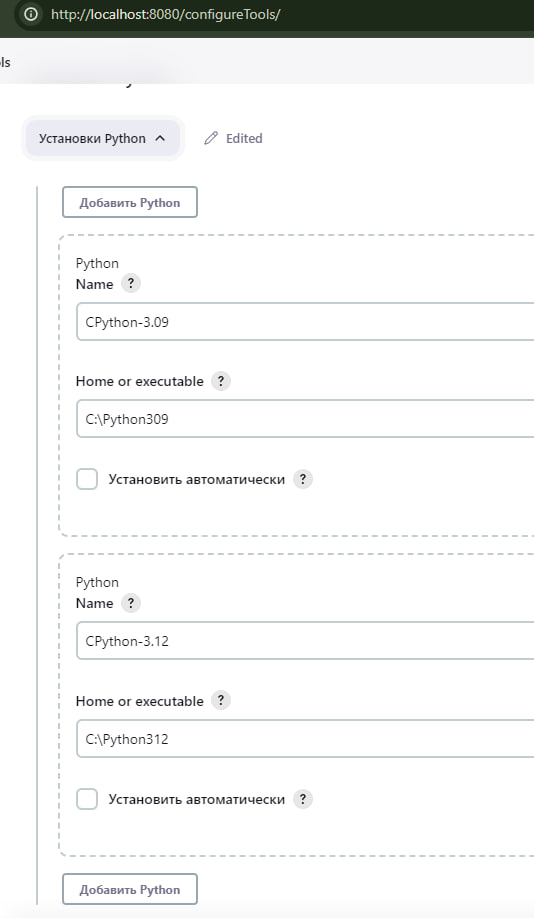 http://localhost:8080/configureTools/
ls
Установки Python
Edited
Добавить Python
Python
Name ?
CPython-3.09
Home or executable ?
C:\Python309
Установить автоматически ?
Python
Name ?
CPython-3.12
Home or executable ?
C:\Python312
Установить автоматически ?
Добавить Python